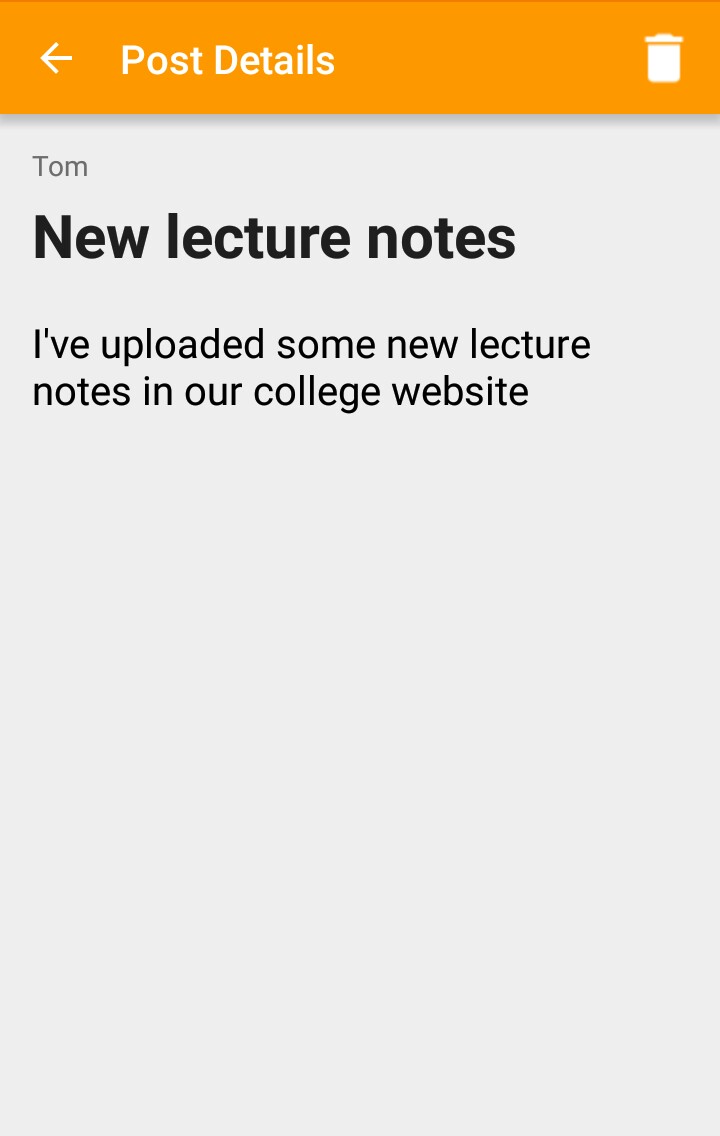 Post Details
Tom
New lecture notes
I've uploaded some new lecture
notes in our college website